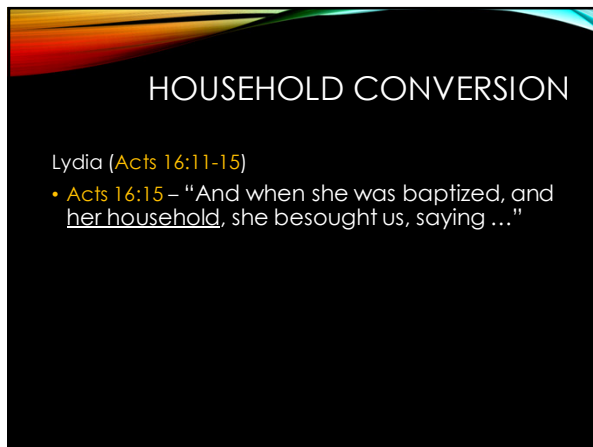 HOUSEHOLD CONVERSION
Lydia (Acts 16:11-15)
• Acts 16:15 – “And when she was baptized, and
her household, she besought us, saying …”